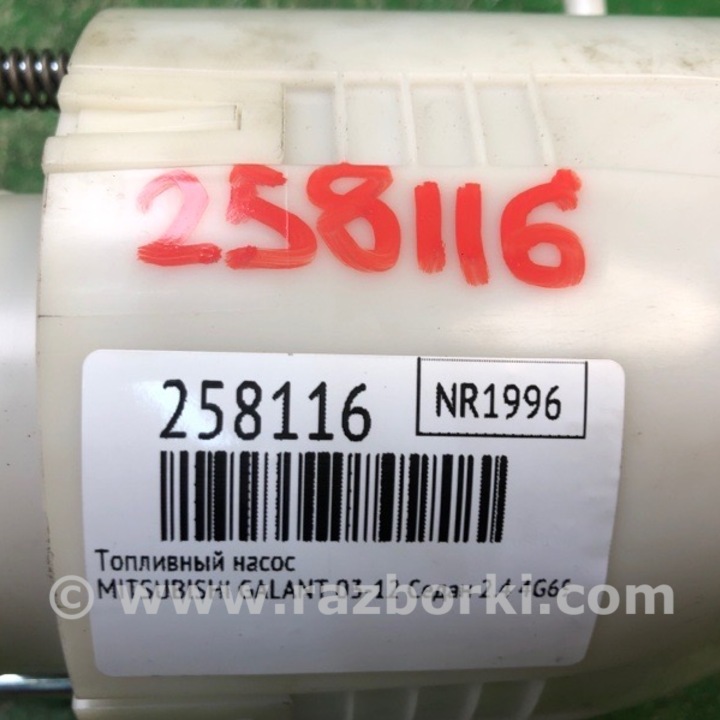 258116
258116
NR1996
Топливный насос
MITSUBISHI GALANT 03-12 Седан 2.4 4G69
© www.razborki.com